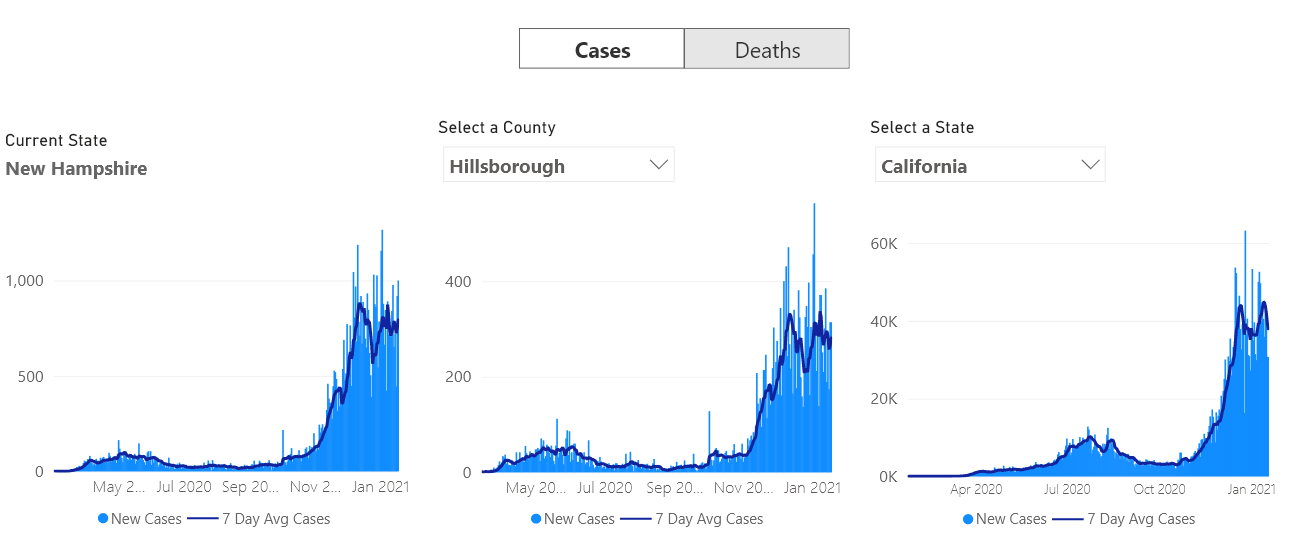 Cases Deaths
Current State
New Hampshire
Select a County
Hillsborough
Select a State
California
1,000
500
0
May 2... Jul 2020 Sep 20... Nov 2... Jan 2021
New Cases 7 Day Avg Cases
400
200
0
May 20... Jul 2020 Sep 20... Nov 20... Jan 2021
New Cases 7 Day Avg Cases
60K
40K
20K
0K
Apr 2020 Jul 2020 Oct 2020 Jan 2021
New Cases 7 Day Avg Cases